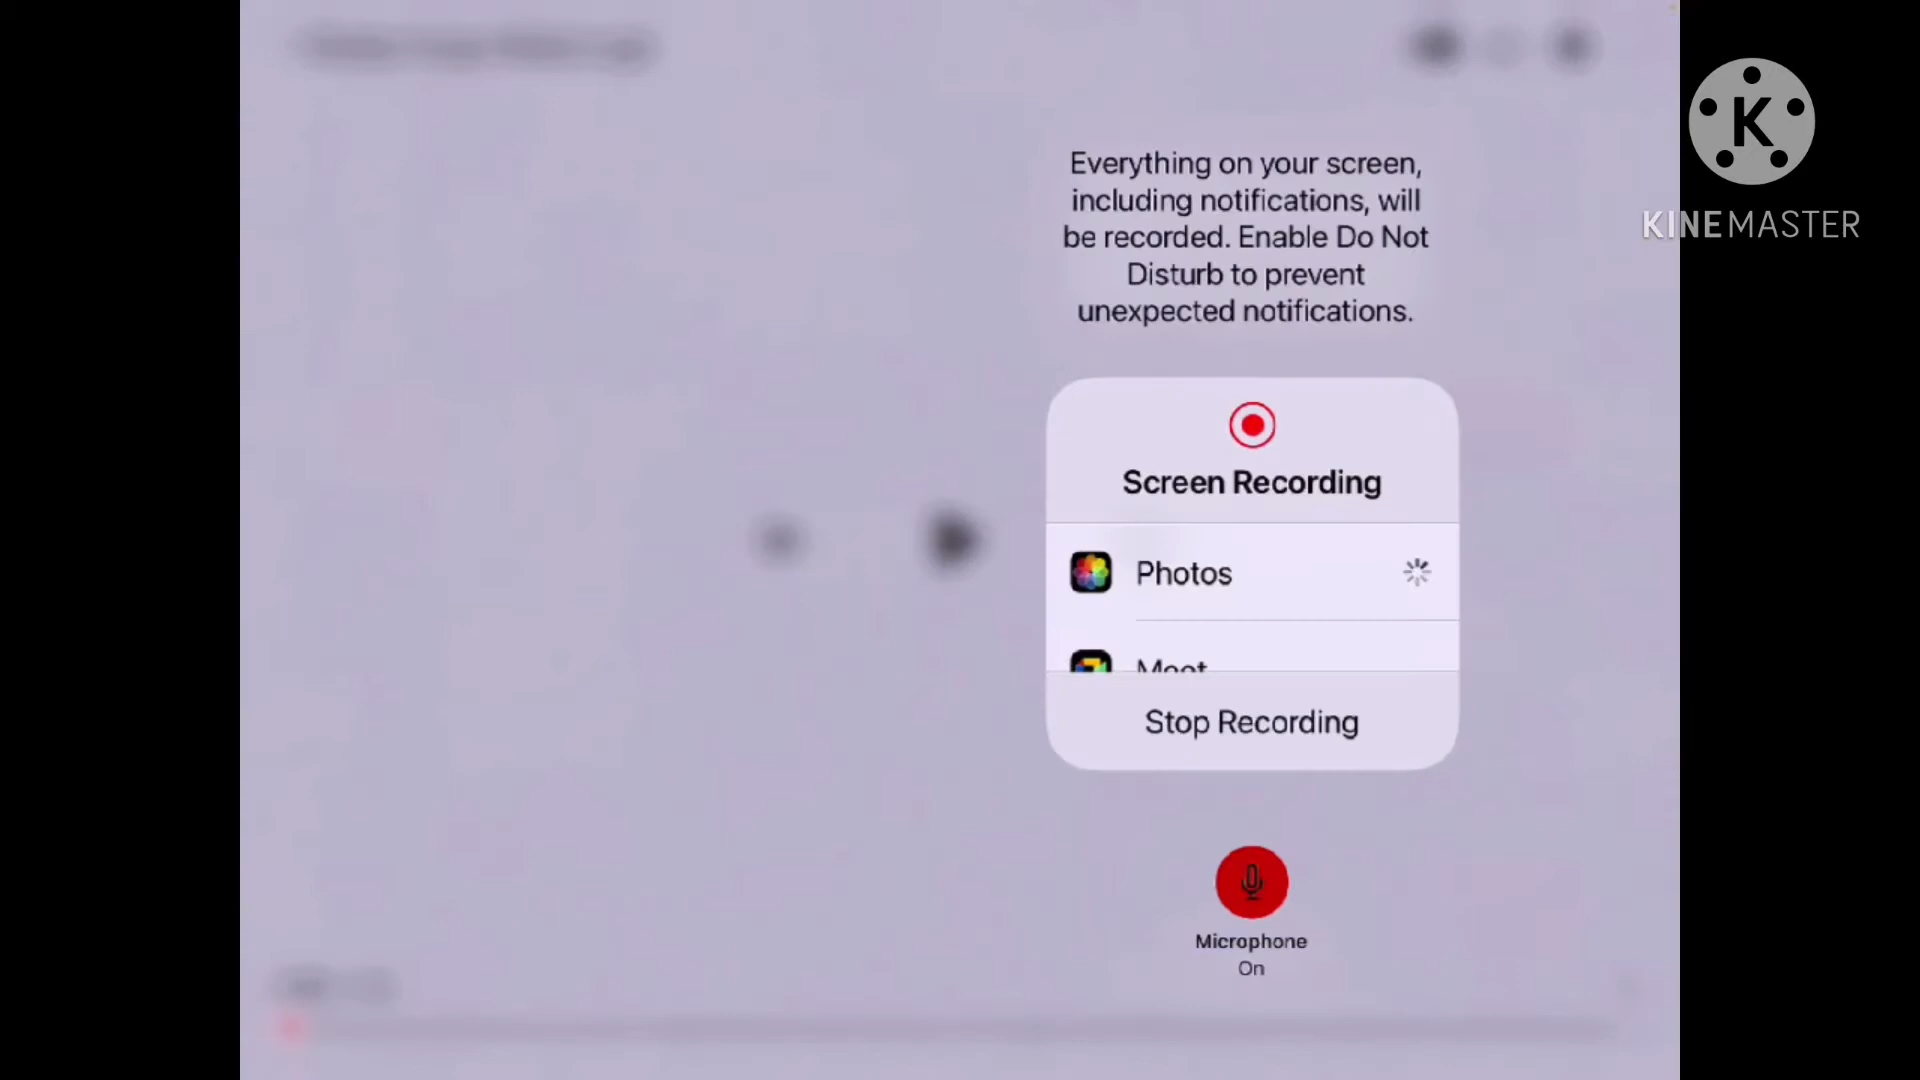 Everything on your screen,
including notifications, will
be recorded. Enable Do Not
Disturb to prevent
unexpected notifications.
K
KINEMASTER
Screen Recording
Photos
Meet
Stop Recording
Microphone
On